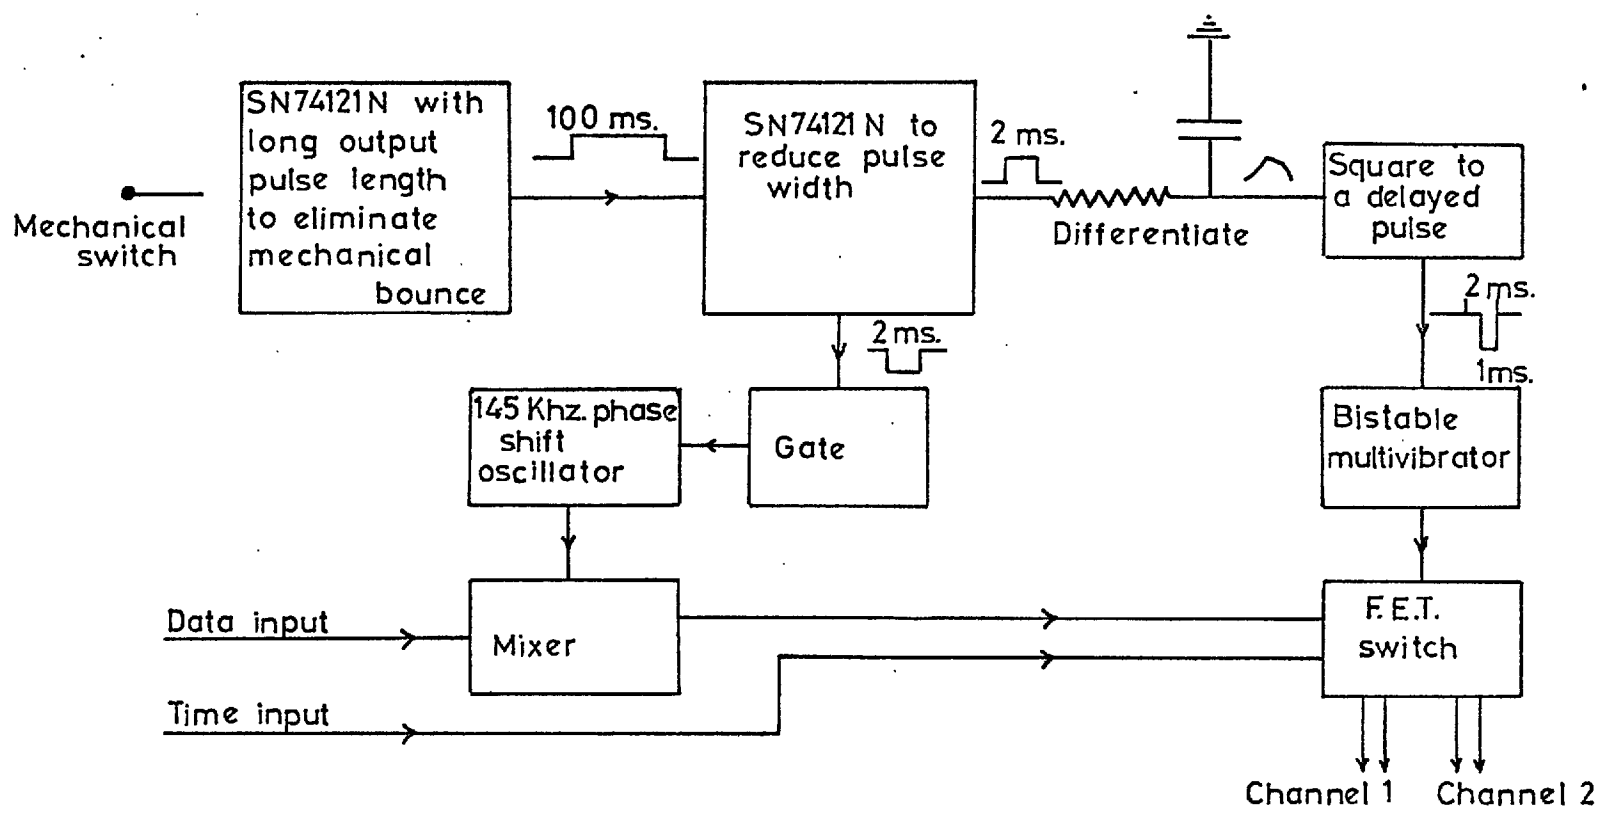 SN74121N with
long output
pulse length
to eliminate
mechanical
bounce
100 ms.
SN74121N to
reduce pulse
width
2 ms.
Square to
a delayed
pulse
Mechanical
switch
Differentiate
2 ms.
1ms.
2 ms.
145 Khz. phase
shift
oscillator
Gate
Bistable
multivibrator
Data input
Mixer
F.E.T.
switch
Time input
Channel 1
Channel 2